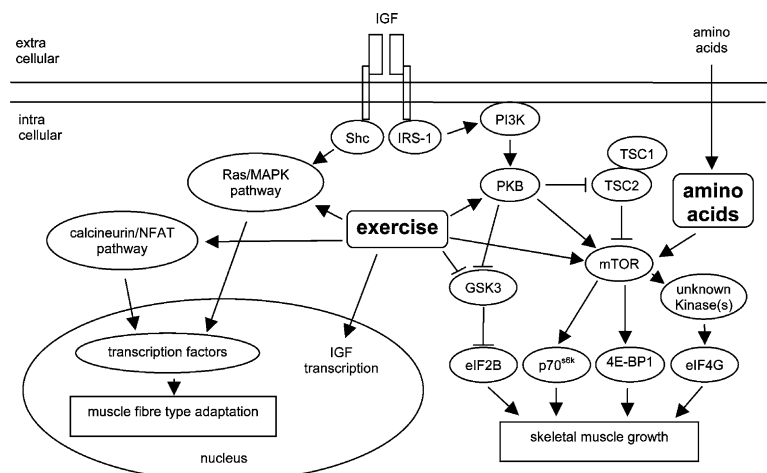 IGF
extra
cellular
amino
acids
intra
cellular
Shc
IRS-1
PI3K
TSC1
TSC2
Ras/MAPK
pathway
PKB
amino
acids
exercise
calcineurin/NFAT
pathway
mTOR
GSK3
unknown
Kinase(s)
transcription factors
IGF
transcription
eIF2B
p70s6k
4E-BP1
eIF4G
muscle fibre type adaptation
skeletal muscle growth
nucleus